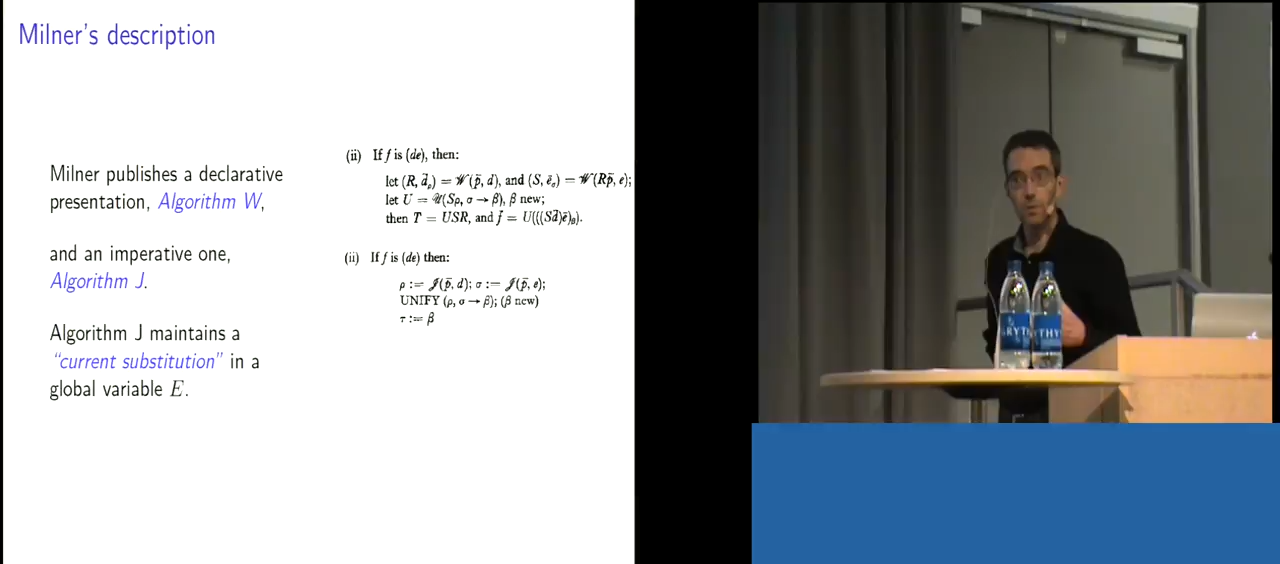 Milner's description
Milner publishes a declarative
presentation, Algorithm W,
and an imperative one,
Algorithm J.
Algorithm J maintains a
“current substitution” in a
global variable E.
(ii) If f is (de), then:
let (R, d̄ρ) = 𝒲(p̄, d), and (S, ēσ) = 𝒲(Rp̄, e);
let U = 𝒰(Sρ, σ → β), β new;
then T = USR, and f̄ = U(((Sd̄)ē)β).
(ii) If f is (de) then:
ρ := 𝒥(p̄, d); σ := 𝒥(p̄, e);
UNIFY (ρ, σ → β); (β new)
τ := β